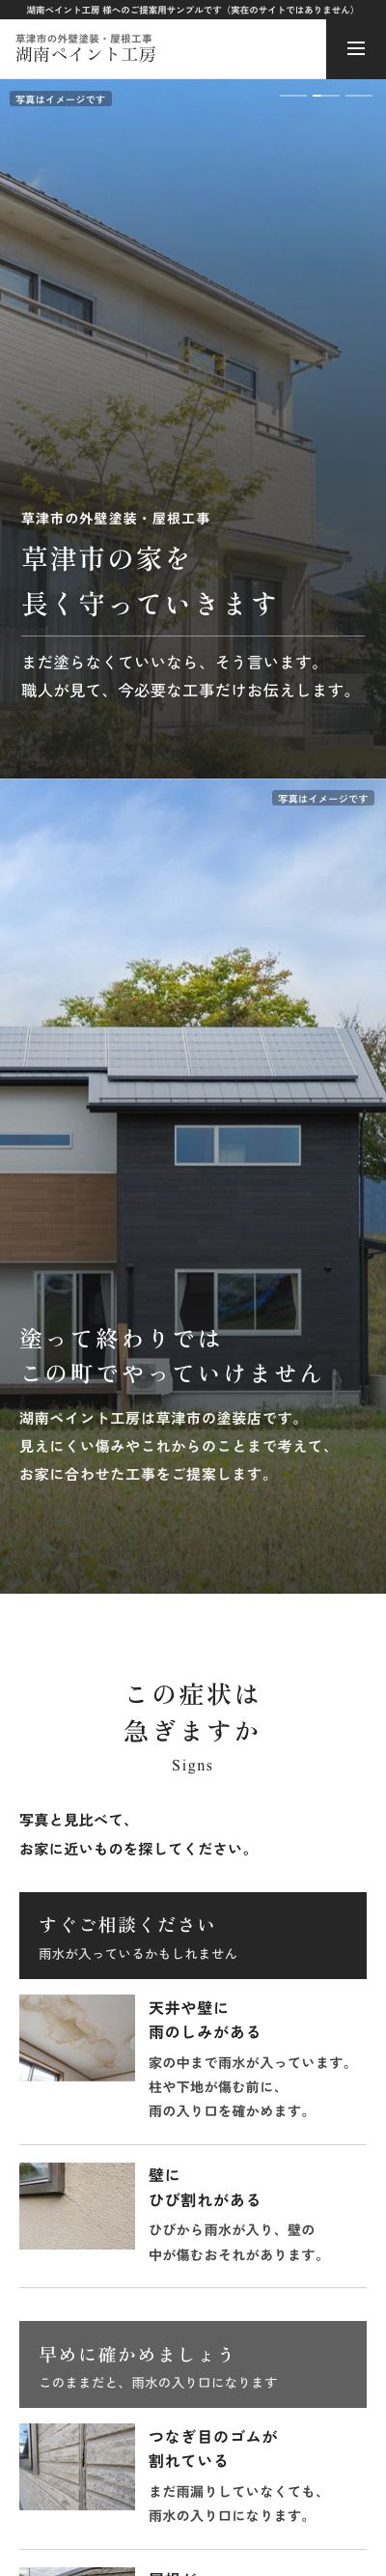 湖南ペイント工房 様へのご提案用サンプルです（実在のサイトではありません）
草津市の外壁塗装・屋根工事
湖南ペイント工房
写真はイメージです
草津市の外壁塗装・屋根工事
草津市の家を
長く守っていきます
まだ塗らなくていいなら、そう言います。
職人が見て、今必要な工事だけお伝えします。
写真はイメージです
塗って終わりでは
この町でやっていけません
湖南ペイント工房は草津市の塗装店です。
見えにくい傷みやこれからのことまで考えて、
お家に合わせた工事をご提案します。
この症状は
急ぎますか
Signs
写真と見比べて、
お家に近いものを探してください。
すぐご相談ください
雨水が入っているかもしれません
天井や壁に
雨のしみがある
家の中まで雨水が入っています。
柱や下地が傷む前に、
雨の入り口を確かめます。
壁に
ひび割れがある
ひびから雨水が入り、壁の
中が傷むおそれがあります。
早めに確かめましょう
このままだと、雨水の入り口になります
つなぎ目のゴムが
割れている
まだ雨漏りしていなくても、
雨水の入り口になります。